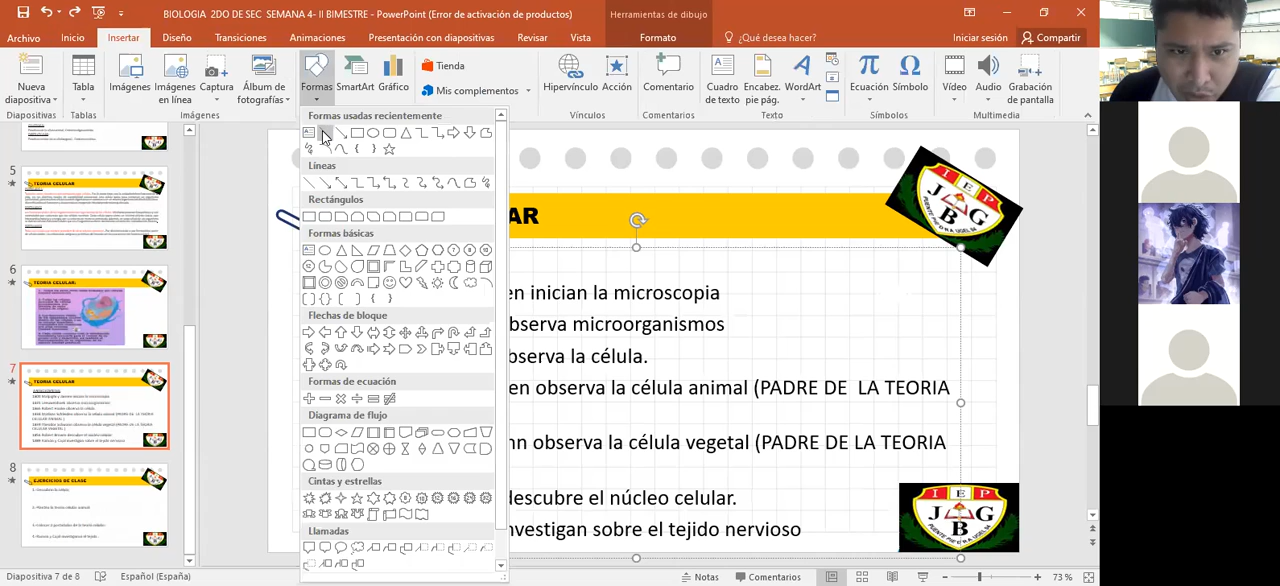 BIOLOGIA 2DO DE SEC SEMANA 4- II BIMESTRE - PowerPoint (Error de activación de productos)
Herramientas de dibujo
Archivo Inicio Insertar Diseño Transiciones Animaciones Presentación con diapositivas Revisar Vista Formato ¿Qué desea hacer? Iniciar sesión Compartir
Nueva diapositiva
Tabla
Imágenes
Imágenes en línea
Captura
Álbum de fotografías
Formas
SmartArt
Gráfico
Tienda
Mis complementos
Hipervínculo
Acción
Comentario
Cuadro de texto
Encabez. pie pág.
WordArt
Ecuación
Símbolo
Vídeo
Audio
Grabación de pantalla
Diapositivas
Tablas
Imágenes
Vínculos
Comentarios
Texto
Símbolos
Multimedia
Formas usadas recientemente
Líneas
Rectángulos
Formas básicas
Flechas de bloque
Formas de ecuación
Diagrama de flujo
Cintas y estrellas
Llamadas
5
TEORIA CELULAR
6
TEORIA CELULAR:
7
TEORIA CELULAR
8
EJERCICIOS DE CLASE
AR
en inician la microscopia
bserva microorganismos
bserva la célula.
en observa la célula animal (PADRE DE LA TEORIA
nn observa la célula vegetal (PADRE DE LA TEORIA
descubre el núcleo celular.
nvestigan sobre el tejido nervioso
I E P
J G
B
I E P
J G
B
Diapositiva 7 de 8 Español (España) Notas Comentarios 73 %